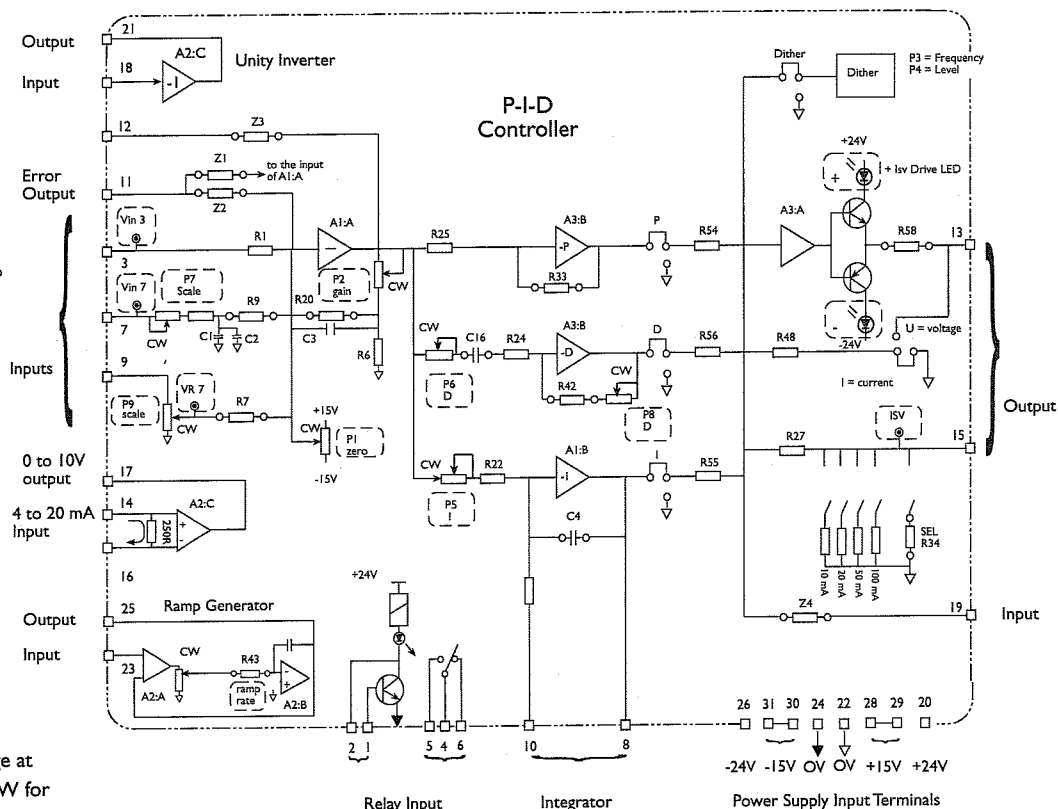 Output
21
A2:C
Unity Inverter
Input
18
-1
12
Z3
P-I-D
Controller
Dither
Dither
P3 = Frequency
P4 = Level
Error
Output
11
Z1
to the input
of A1:A
Z2
+24V
+
+ Isv Drive LED
Vin 3
3
R1
A1:A
−
R25
A3:B
-P
R33
P
R54
A3:A
R58
13
P2
gain
CW
Vin 7
P7
Scale
7
CW
C1
C2
R9
R20
C3
R6
-
-24V
U = voltage
I = current
Inputs
9
P9
scale
VR 7
CW
R7
+15V
CW
P1
zero
-15V
CW
P6
D
C16
R24
A3:B
-D
R42
CW
P8
D
D
R56
R48
Output
0 to 10V
output
17
4 to 20 mA
Input
14
250R
+
-
A2:C
16
CW
P5
I
R22
A1:B
-i
C4
I
R55
R27
ISV
15
10 mA
20 mA
50 mA
100 mA
SEL
R34
Z4
19
Input
+24V
Output
25
Ramp Generator
Input
23
A2:A
CW
R43
ramp
rate
-
+
A2:B
2
1
5
4
6
10
8
26
31
30
24
22
28
29
20
-24V
-15V
OV
OV
+15V
+24V
ge at
W for
Relay Input
Integrator
Power Supply Input Terminals